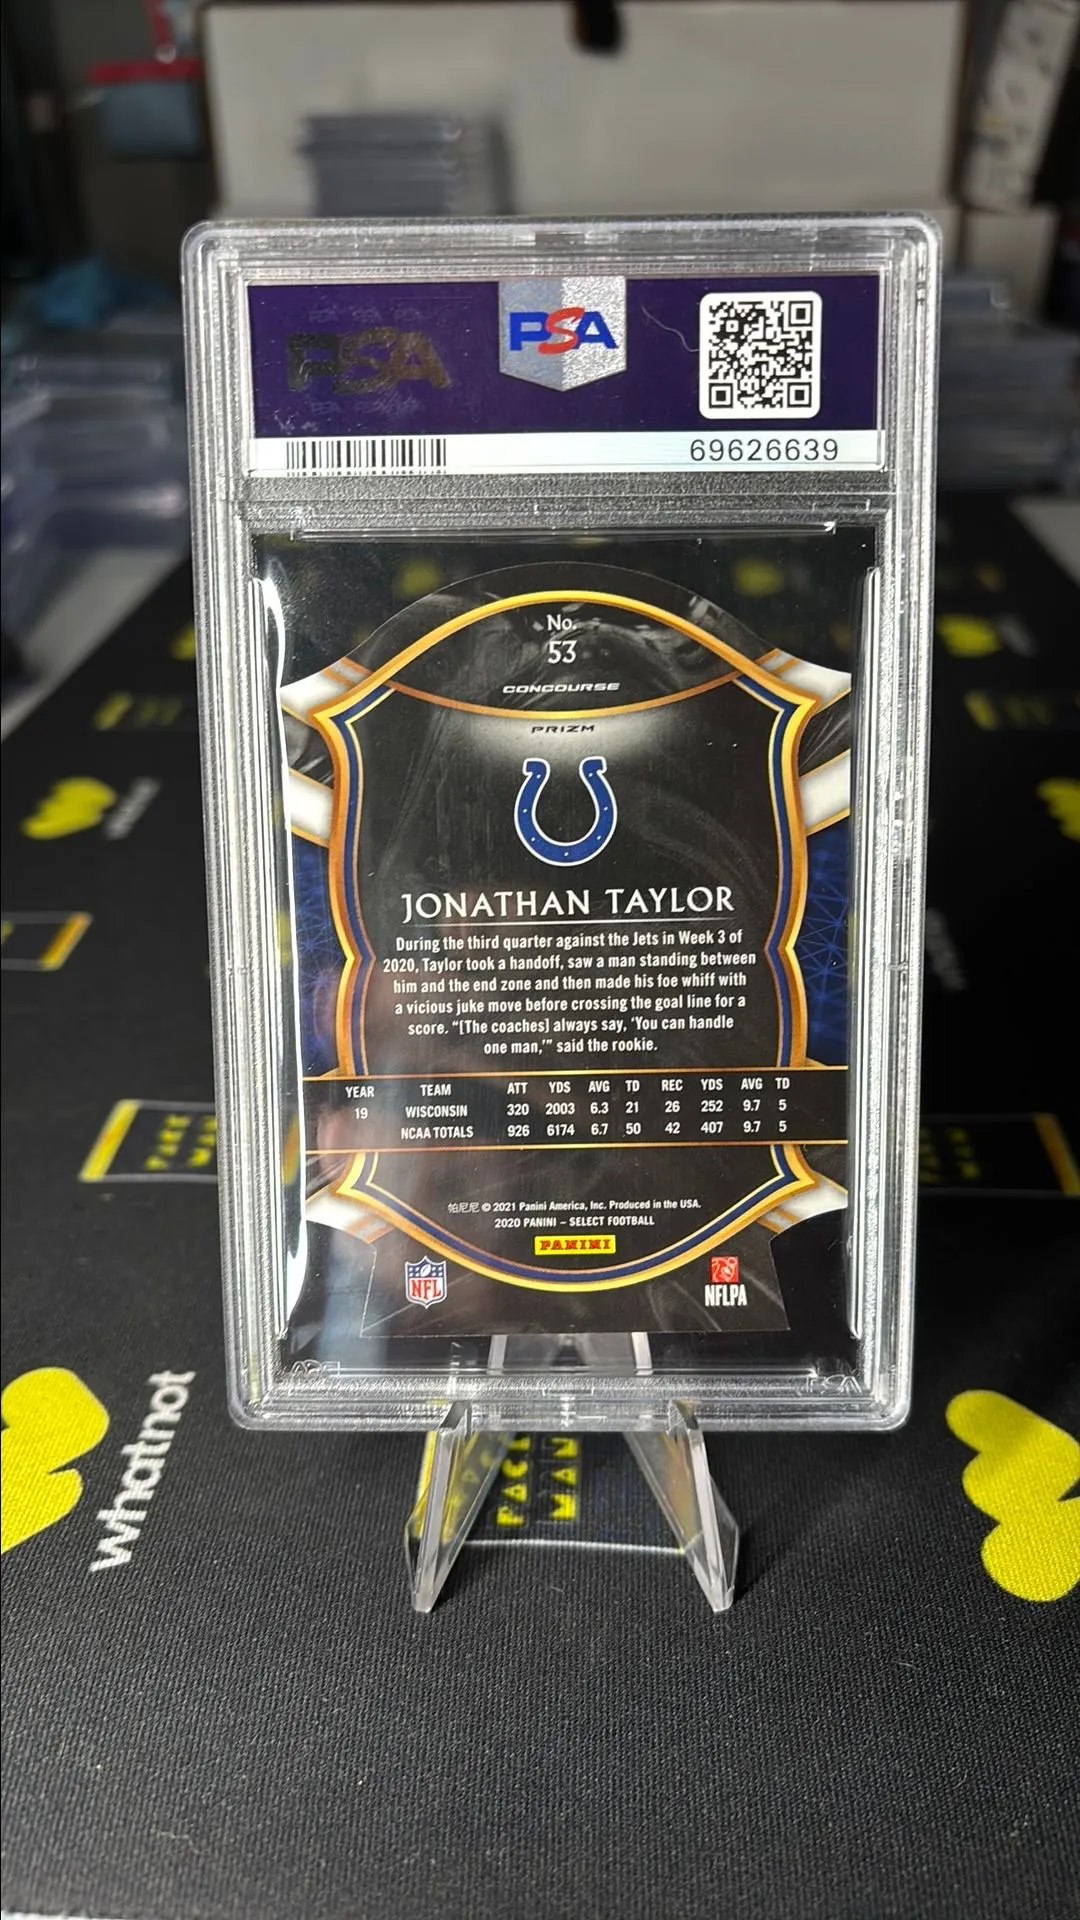 PSA
PSA
69626639
No.
53
CONCOURSE
PRIZM
JONATHAN TAYLOR
During the third quarter against the Jets in Week 3 of
2020, Taylor took a handoff, saw a man standing between
him and the end zone and then made his foe whiff with
a vicious juke move before crossing the goal line for a
score. “[The coaches] always say, ‘You can handle
one man,’” said the rookie.
YEAR TEAM ATT YDS AVG TD REC YDS AVG TD
19 WISCONSIN 320 2003 6.3 21 26 252 9.7 5
NCAA TOTALS 926 6174 6.7 50 42 407 9.7 5
帕尼尼 © 2021 Panini America, Inc. Produced in the USA.
2020 PANINI – SELECT FOOTBALL
PANINI
NFL
NFLPA
whatnot
PACK
MAN